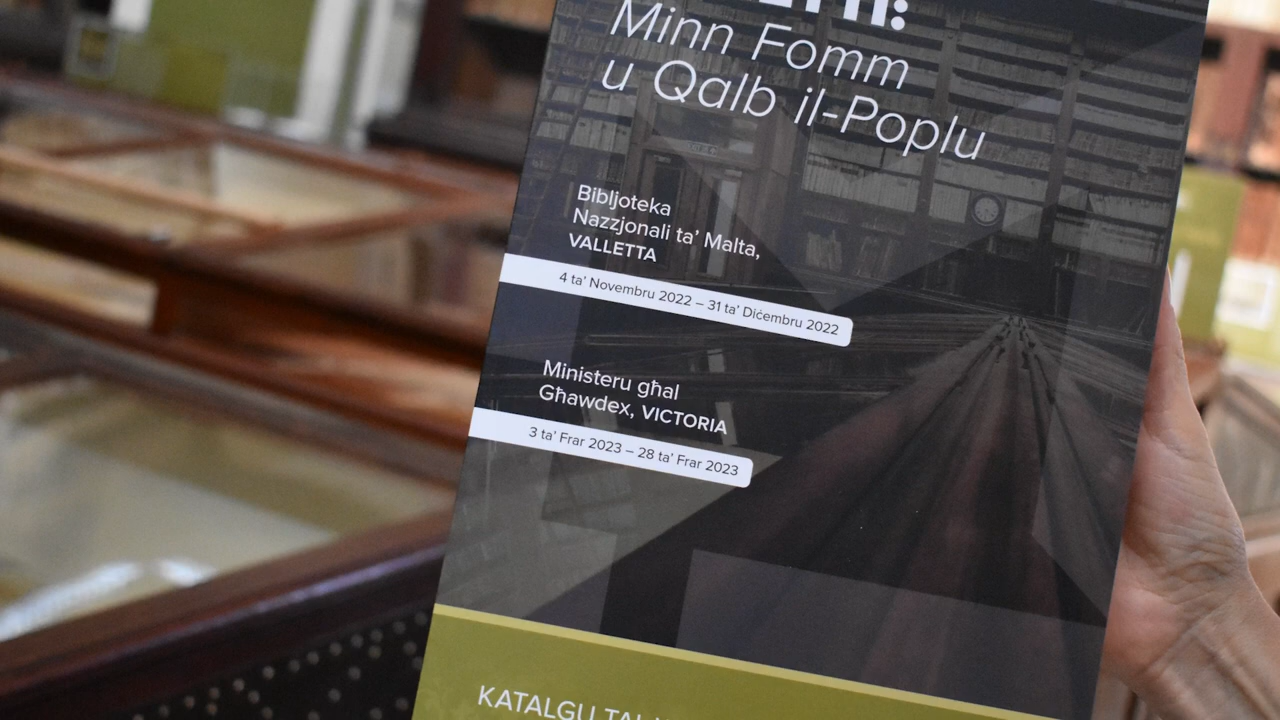 Minn Fomm
u Qalb il-Poplu
Bibljoteka
Nazzjonali ta' Malta,
VALLETTA
4 ta' Novembru 2022 – 31 ta' Diċembru 2022
Ministeru għal
Għawdex, VICTORIA
3 ta' Frar 2023 – 28 ta' Frar 2023
KATALGU